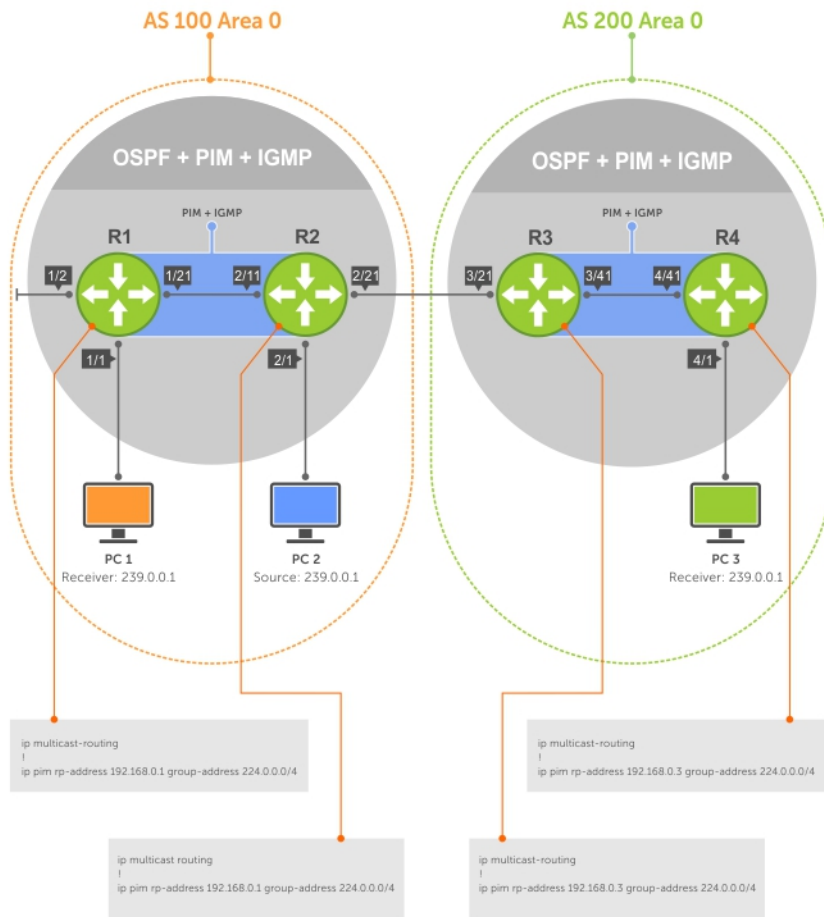 AS 100 Area 0
AS 200 Area 0
OSPF + PIM + IGMP
OSPF + PIM + IGMP
PIM + IGMP
PIM + IGMP
R1
R2
R3
R4
1/2
1/21
2/11
2/21
3/21
3/41
4/41
1/1
2/1
4/1
PC 1
Receiver: 239.0.0.1
PC 2
Source: 239.0.0.1
PC 3
Receiver: 239.0.0.1
ip multicast-routing
!
ip pim rp-address 192.168.0.1 group-address 224.0.0.0/4
ip multicast-routing
!
ip pim rp-address 192.168.0.3 group-address 224.0.0.0/4
ip multicast routing
!
ip pim rp-address 192.168.0.1 group-address 224.0.0.0/4
ip multicast-routing
!
ip pim rp-address 192.168.0.3 group-address 224.0.0.0/4